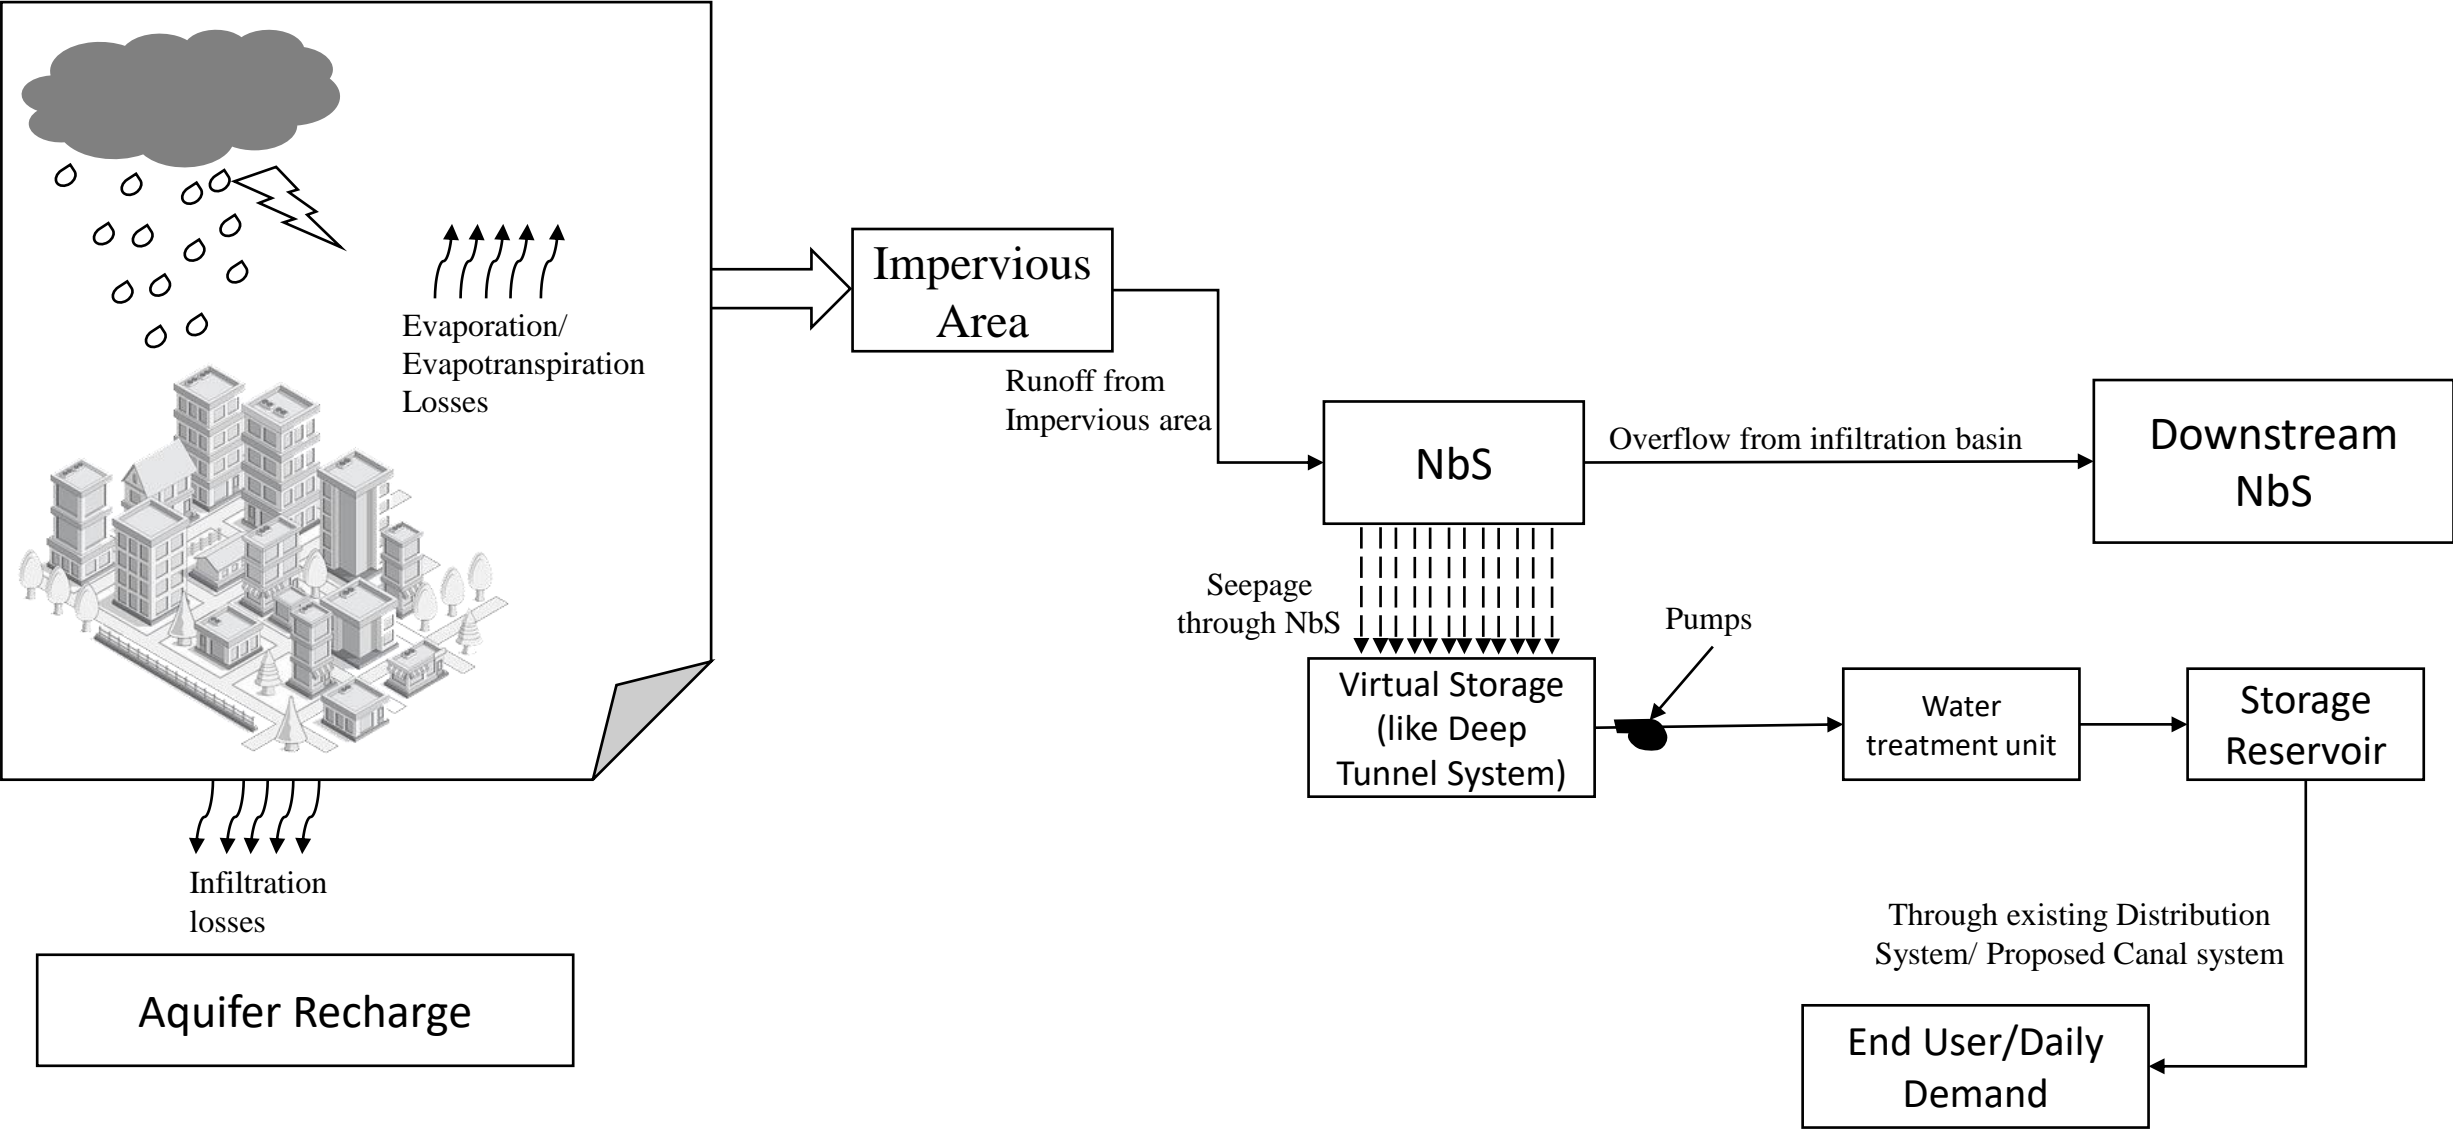 Evaporation/
Evapotranspiration
Losses
Infiltration
losses
Aquifer Recharge
Impervious
Area
Runoff from
Impervious area
NbS
Overflow from infiltration basin
Downstream
NbS
Seepage
through NbS
Virtual Storage
(like Deep
Tunnel System)
Pumps
Water
treatment unit
Storage
Reservoir
Through existing Distribution
System/ Proposed Canal system
End User/Daily
Demand